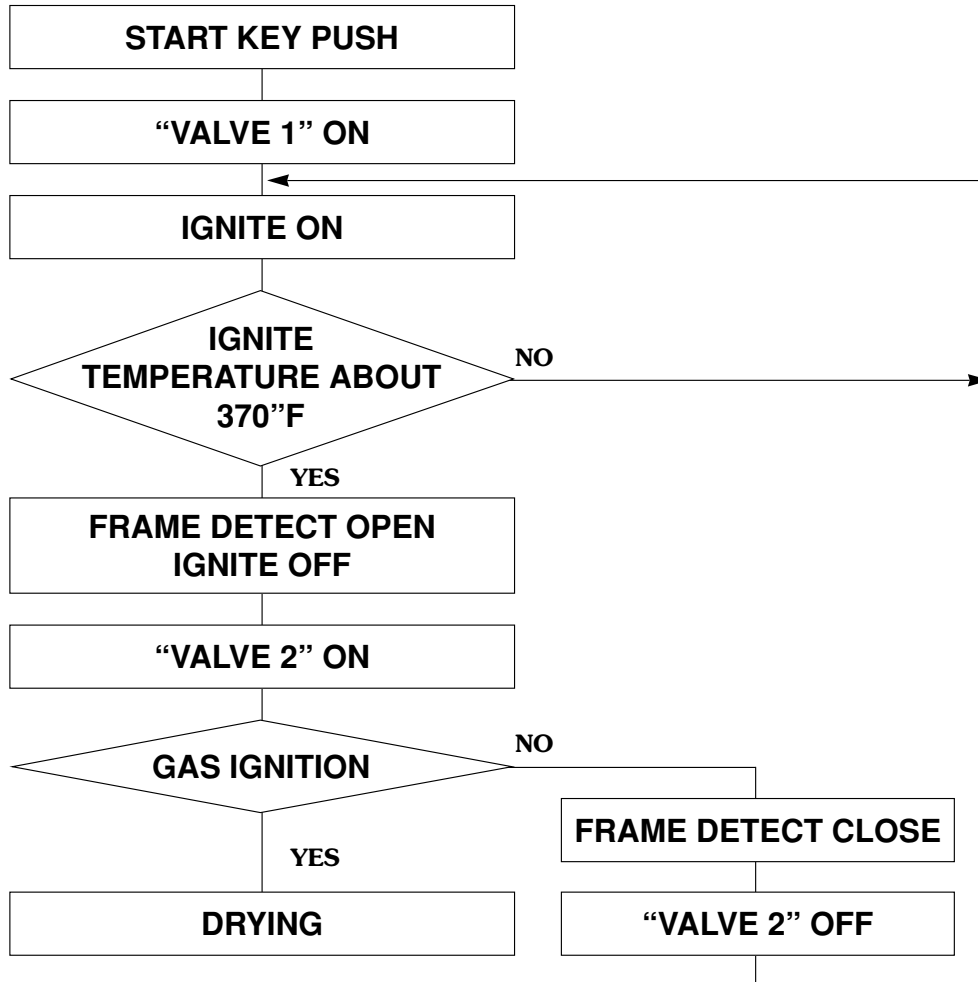 START KEY PUSH
“VALVE 1” ON
IGNITE ON
IGNITE
TEMPERATURE ABOUT
370”F
NO
YES
FRAME DETECT OPEN
IGNITE OFF
“VALVE 2” ON
GAS IGNITION
NO
YES
FRAME DETECT CLOSE
DRYING
“VALVE 2” OFF